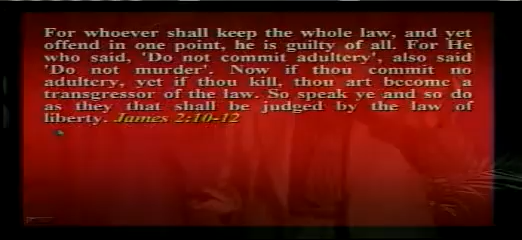 For whoever shall keep the whole law, and yet
offend in one point, he is guilty of all. For He
who said, 'Do not commit adultery', also said
'Do not murder'. Now if thou commit no
adultery, yet if thou kill, thou art become a
transgressor of the law. So speak ye and so do
as they that shall be judged by the law of
liberty. James 2:10-12